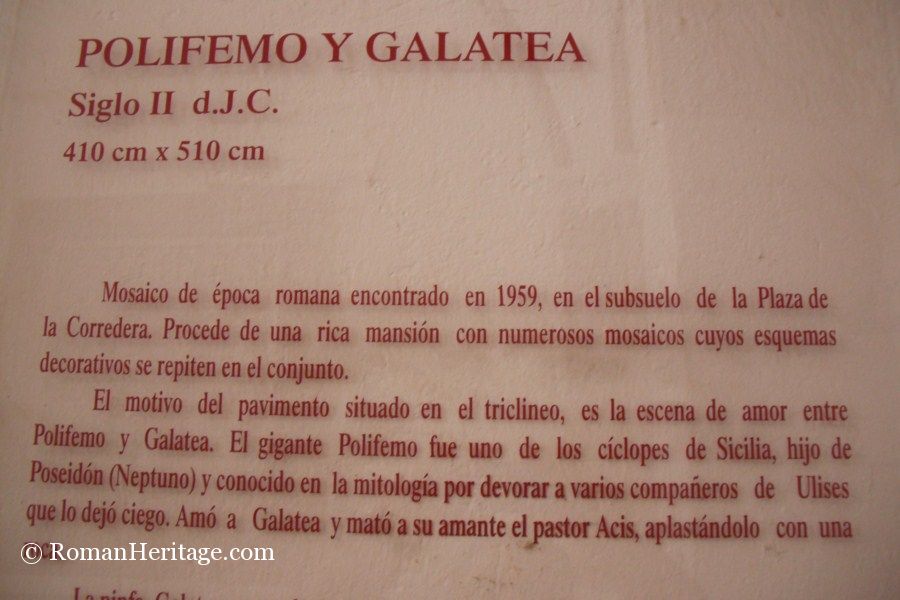 POLIFEMO Y GALATEA
Siglo II d.J.C.
410 cm x 510 cm
Mosaico de época romana encontrado en 1959, en el subsuelo de la Plaza de
la Corredera. Procede de una rica mansión con numerosos mosaicos cuyos esquemas
decorativos se repiten en el conjunto.
El motivo del pavimento situado en el triclineo, es la escena de amor entre
Polifemo y Galatea. El gigante Polifemo fue uno de los cíclopes de Sicilia, hijo de
Poseidón (Neptuno) y conocido en la mitología por devorar a varios compañeros de Ulises
que lo dejó ciego. Amó a Galatea y mató a su amante el pastor Acis, aplastándolo con una
© RomanHeritage.com
La ninfa